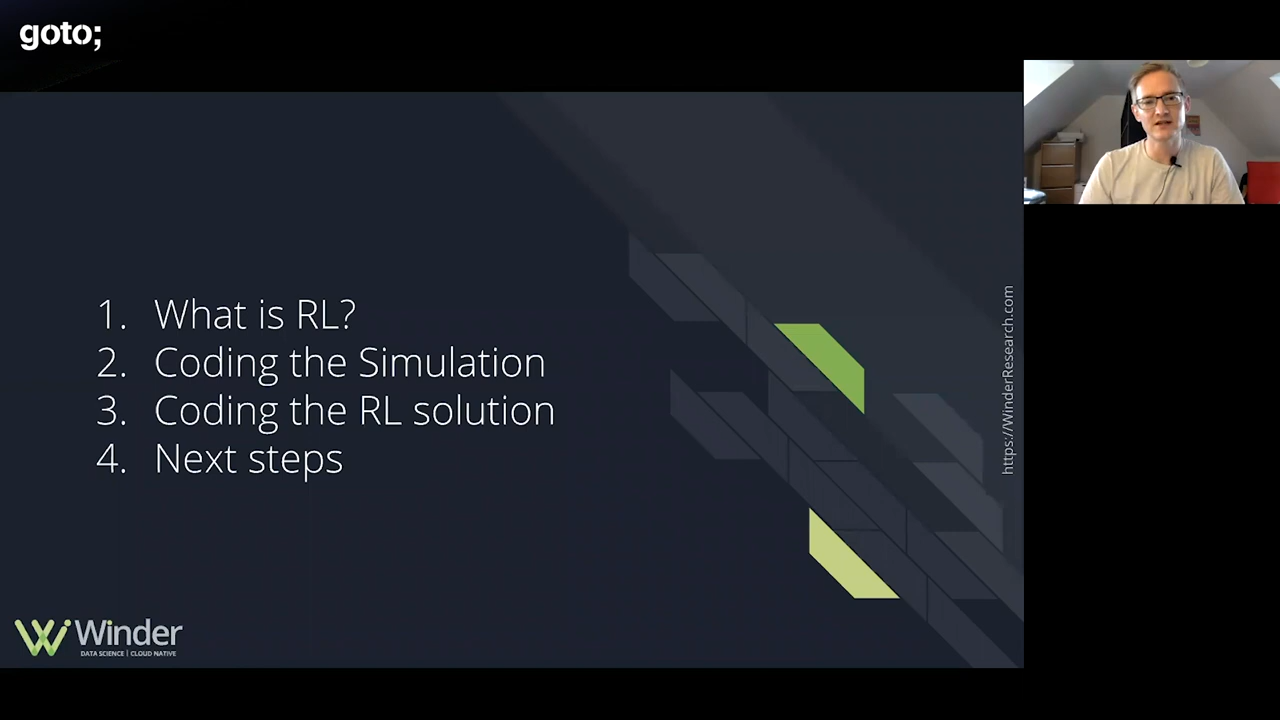 goto;
1. What is RL?
2. Coding the Simulation
3. Coding the RL solution
4. Next steps
https://WinderResearch.com
Winder
DATA SCIENCE | CLOUD NATIVE